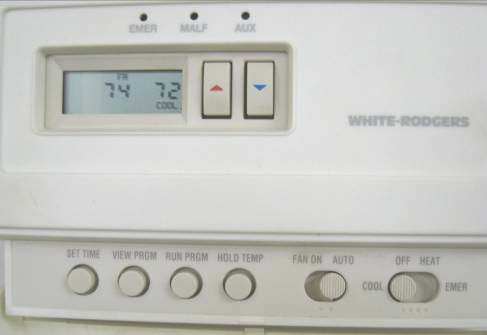 EMER MALF AUX
FR
74 72
COOL
WHITE-RODGERS
SET TIME VIEW PRGM RUN PRGM HOLD TEMP FAN ON AUTO OFF HEAT
COOL EMER